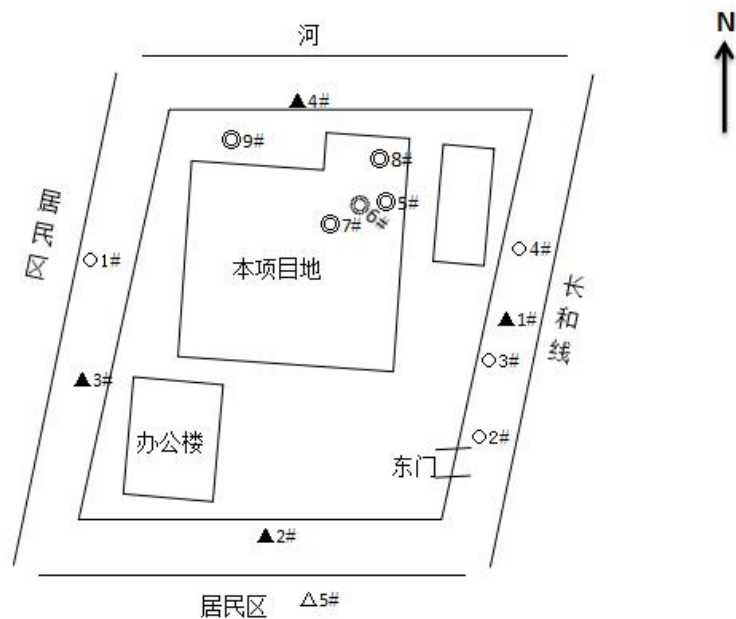 河
N
▲4#
◎9#
◎8#
◎5#
◎6#
◎7#
居民区
○1#
本项目地
○4#
▲1#
长和线
○3#
▲3#
办公楼
○2#
东门
▲2#
居民区
△5#